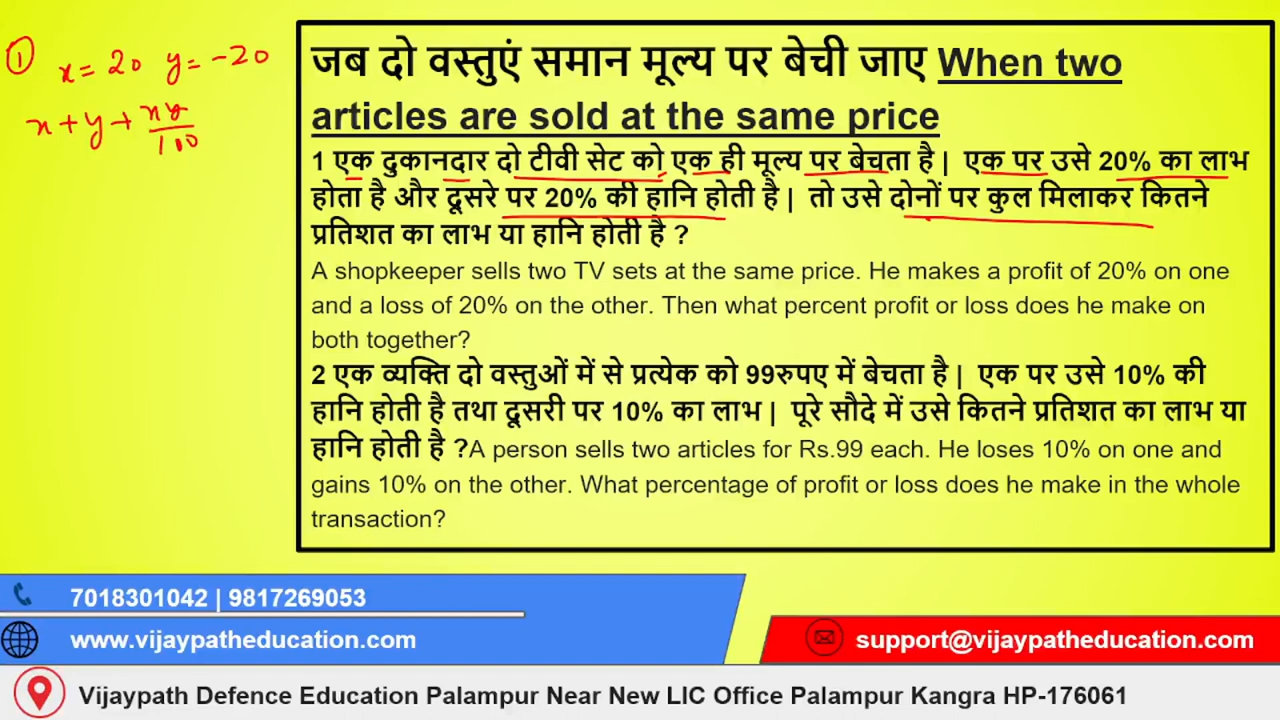 ① x = 20 y = -20
x + y + xy/100
जब दो वस्तुएं समान मूल्य पर बेची जाए When two
articles are sold at the same price
1 एक दुकानदार दो टीवी सेट को एक ही मूल्य पर बेचता है| एक पर उसे 20% का लाभ
होता है और दूसरे पर 20% की हानि होती है| तो उसे दोनों पर कुल मिलाकर कितने
प्रतिशत का लाभ या हानि होती है ?
A shopkeeper sells two TV sets at the same price. He makes a profit of 20% on one
and a loss of 20% on the other. Then what percent profit or loss does he make on
both together?
2 एक व्यक्ति दो वस्तुओं में से प्रत्येक को 99रुपए में बेचता है| एक पर उसे 10% की
हानि होती है तथा दूसरी पर 10% का लाभ| पूरे सौदे में उसे कितने प्रतिशत का लाभ या
हानि होती है ?A person sells two articles for Rs.99 each. He loses 10% on one and
gains 10% on the other. What percentage of profit or loss does he make in the whole
transaction?
7018301042 | 9817269053
www.vijaypatheducation.com
support@vijaypatheducation.com
Vijaypath Defence Education Palampur Near New LIC Office Palampur Kangra HP-176061